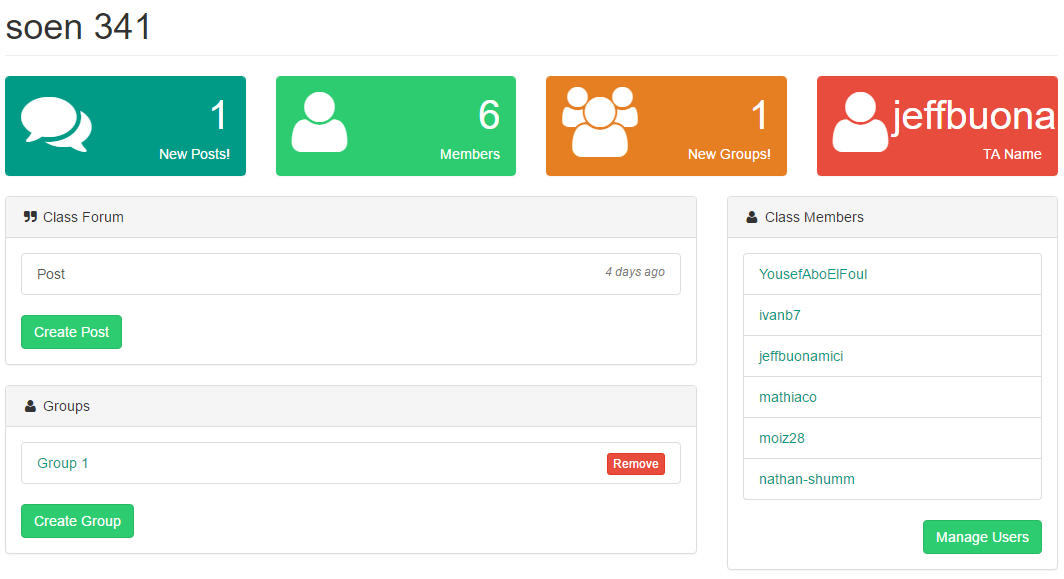 soen 341
1
New Posts!
6
Members
1
New Groups!
jeffbuona
TA Name
Class Forum
Post 4 days ago
Create Post
Groups
Group 1 Remove
Create Group
Class Members
YousefAboElFoul
ivanb7
jeffbuonamici
mathiaco
moiz28
nathan-shumm
Manage Users